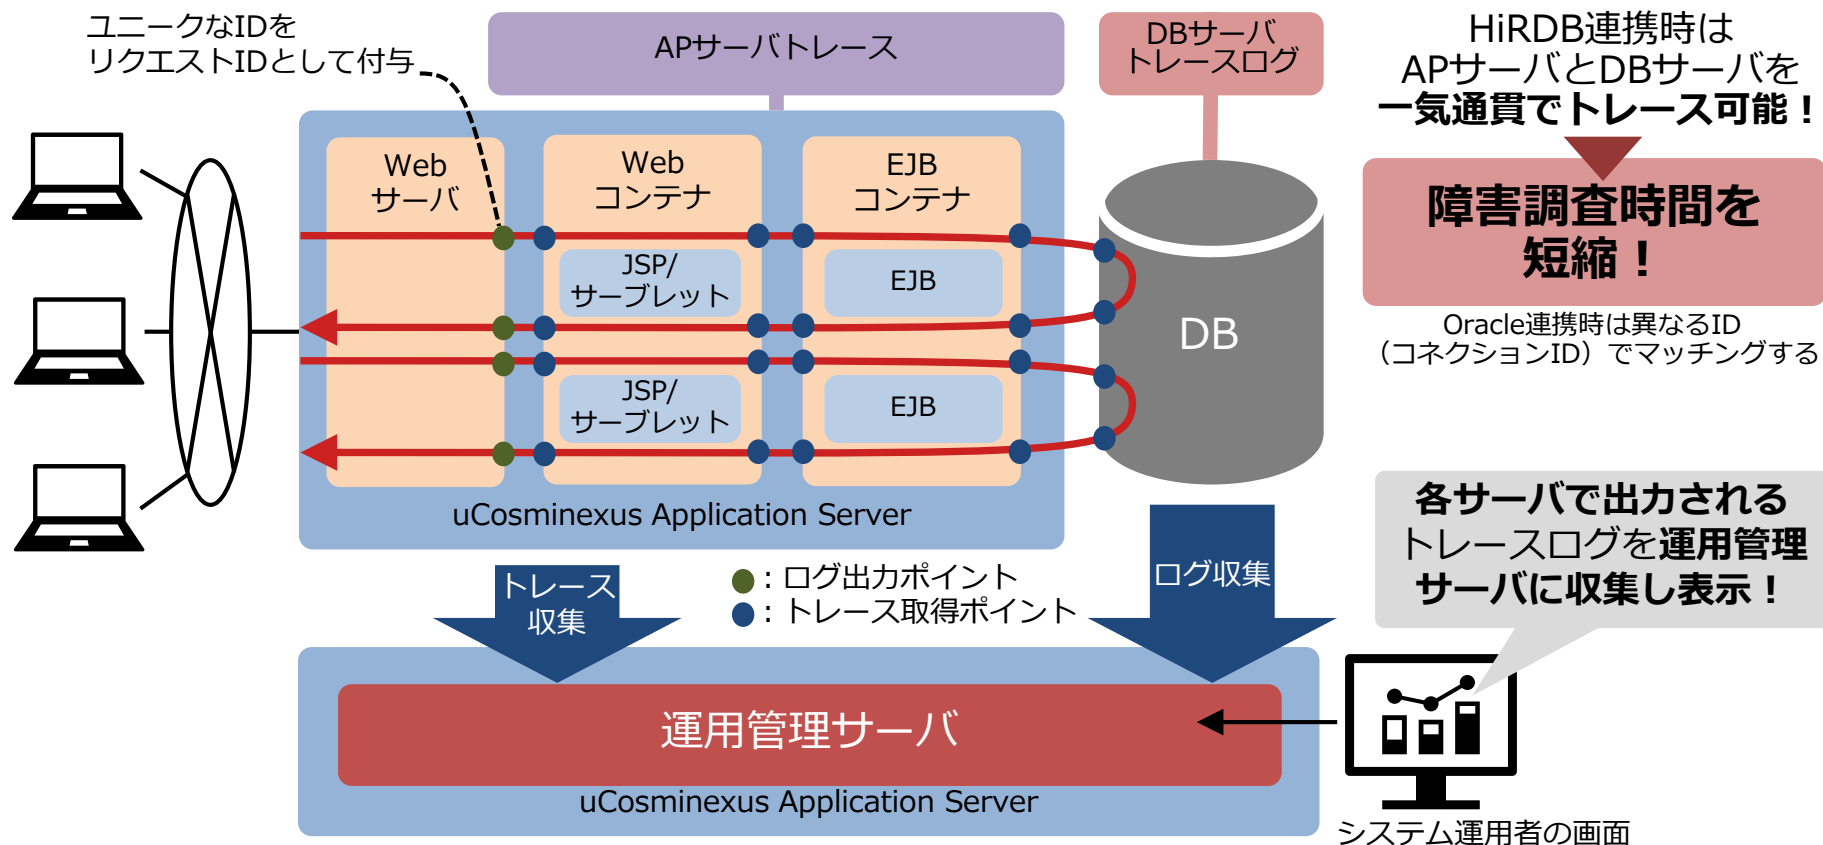 ユニークなIDを
リクエストIDとして付与
APサーバトレース
DBサーバ
トレースログ
HiRDB連携時は
APサーバとDBサーバを
一気通貫でトレース可能！
障害調査時間を
短縮！
Oracle連携時は異なるID
（コネクションID）でマッチングする
Web
サーバ
Web
コンテナ
EJB
コンテナ
JSP/
サーブレット
EJB
JSP/
サーブレット
EJB
DB
uCosminexus Application Server
トレース
収集
：ログ出力ポイント
：トレース取得ポイント
ログ収集
各サーバで出力される
トレースログを運用管理
サーバに収集し表示！
運用管理サーバ
uCosminexus Application Server
システム運用者の画面